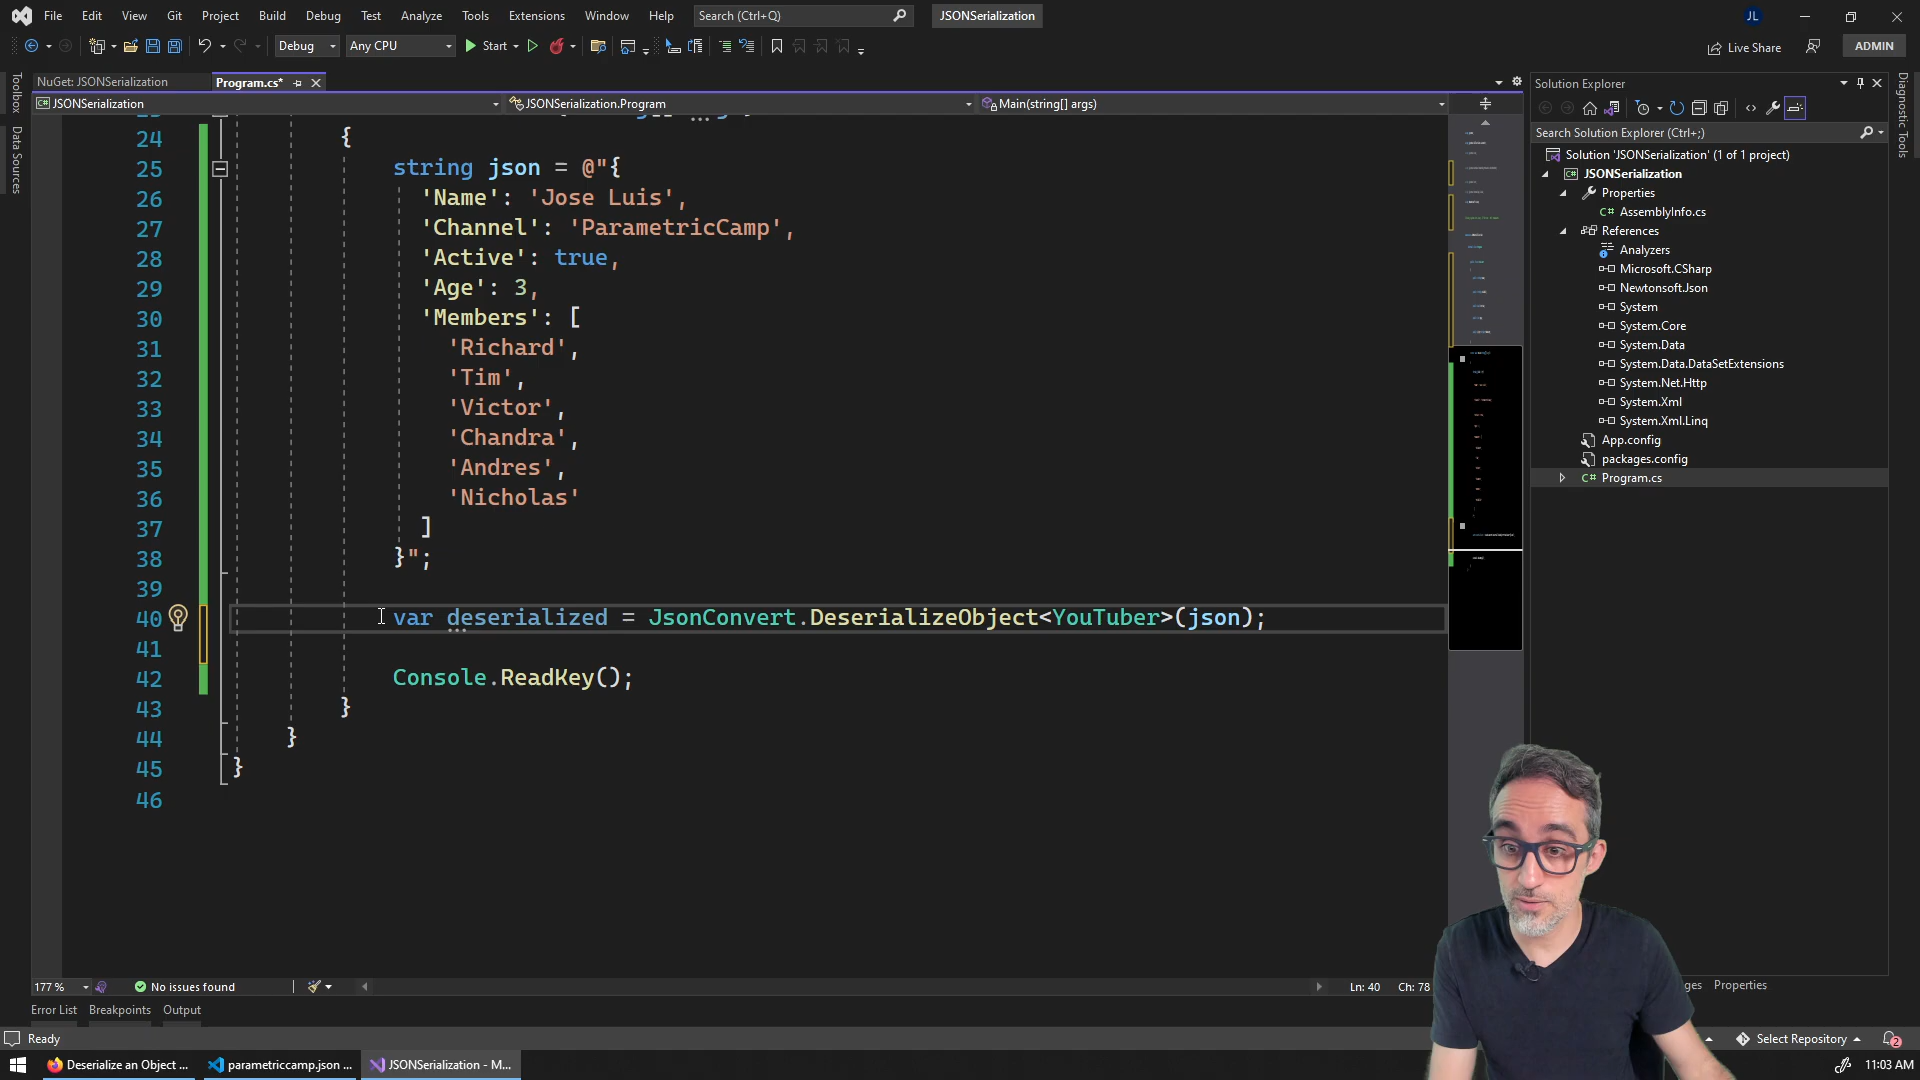 File Edit View Git Project Build Debug Test Analyze Tools Extensions Window Help Search (Ctrl+Q) JSONSerialization JL
Debug Any CPU Start Live Share ADMIN
NuGet: JSONSerialization Program.cs*
JSONSerialization JSONSerialization.Program Main(string[] args)
24 {
25 string json = @"{
26 'Name': 'Jose Luis',
27 'Channel': 'ParametricCamp',
28 'Active': true,
29 'Age': 3,
30 'Members': [
31 'Richard',
32 'Tim',
33 'Victor',
34 'Chandra',
35 'Andres',
36 'Nicholas'
37 ]
38 }";
39
40 var deserialized = JsonConvert.DeserializeObject<YouTuber>(json);
41
42 Console.ReadKey();
43 }
44 }
45 }
46
Toolbox
Data Sources
Solution Explorer
Search Solution Explorer (Ctrl+;)
Solution 'JSONSerialization' (1 of 1 project)
C# JSONSerialization
Properties
C# AssemblyInfo.cs
References
Analyzers
Microsoft.CSharp
Newtonsoft.Json
System
System.Core
System.Data
System.Data.DataSetExtensions
System.Net.Http
System.Xml
System.Xml.Linq
App.config
packages.config
C# Program.cs
Diagnostic Tools
177 % No issues found Ln: 40 Ch: 78
Properties
Error List Breakpoints Output
Ready Select Repository 2
Deserialize an Object ... parametriccamp.json ... JSONSerialization - M... 11:03 AM